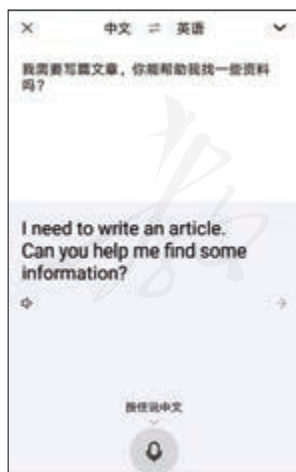 中文 ⇌ 英语
我需要写篇文章，你能帮助我找一些资料
吗？
I need to write an article.
Can you help me find some
information?
按住说中文